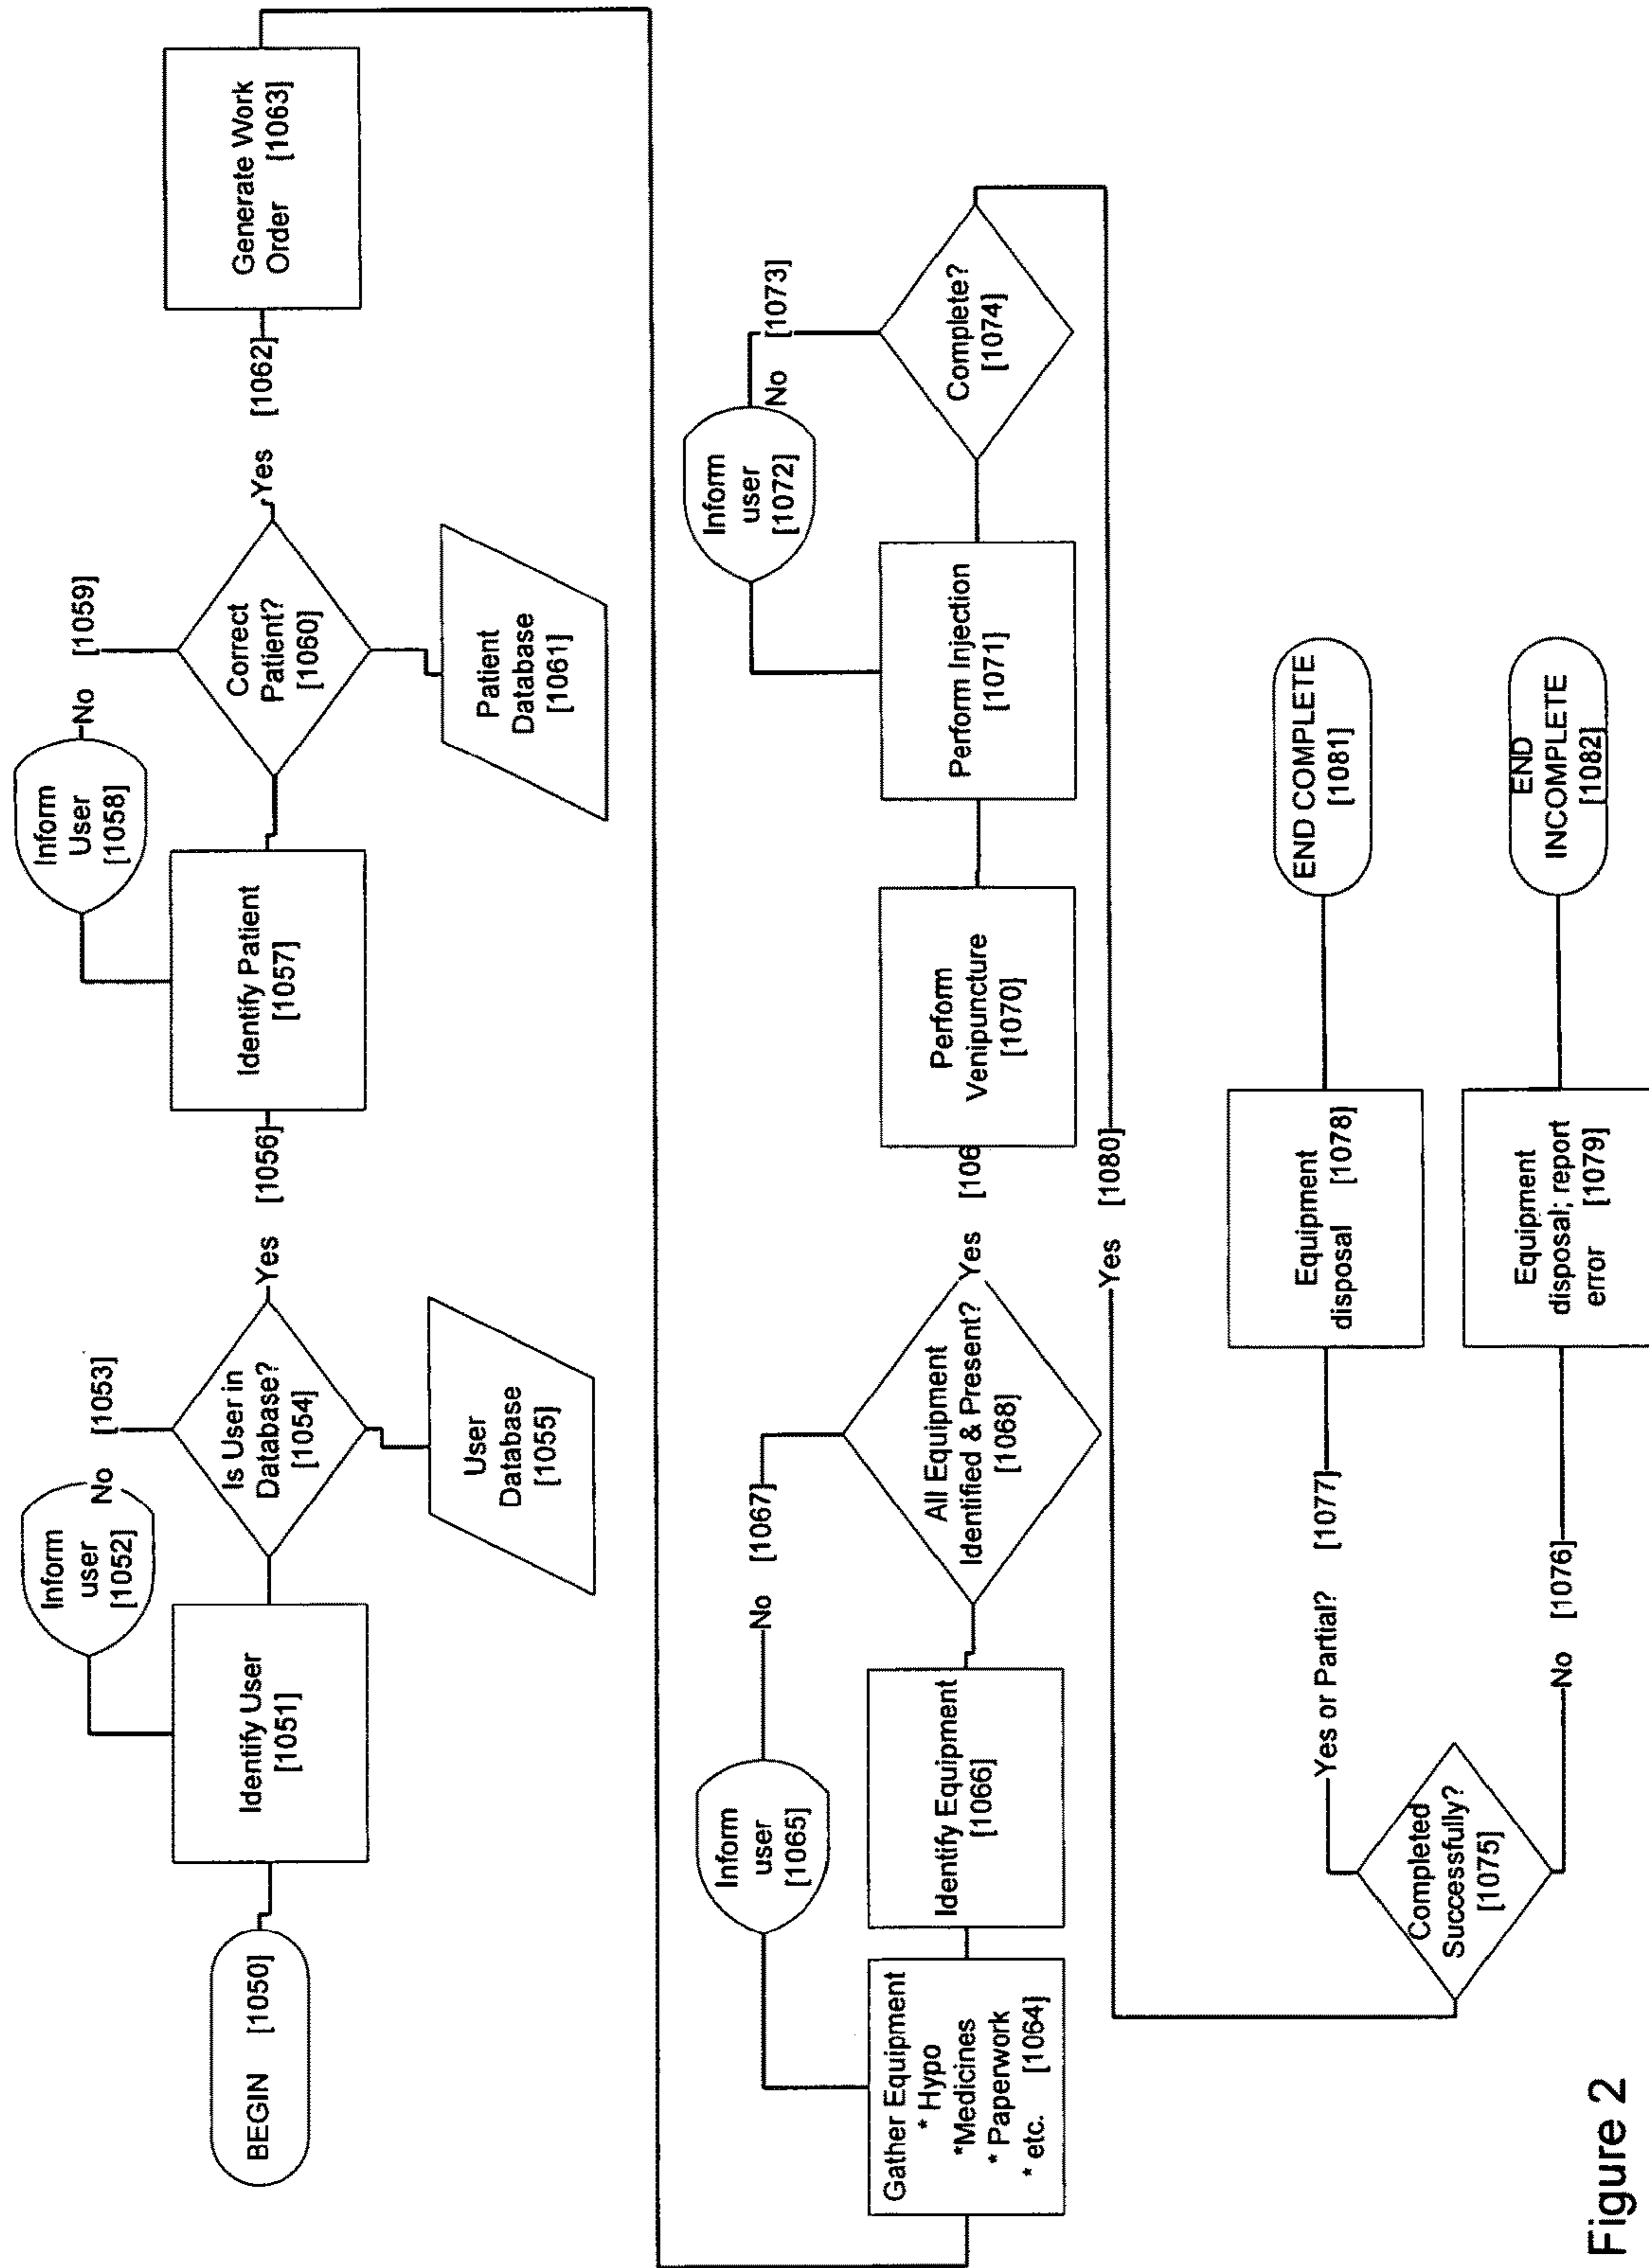 BEGIN [1050]
Identify User
[1051]
Inform
user
[1052]
No [1053]
Is User in
Database?
[1054]
User
Database
[1055]
Yes [1056]
Identify Patient
[1057]
Inform
User
[1058]
No [1059]
Correct
Patient?
[1060]
Patient
Database
[1061]
Yes [1062]
Generate Work
Order [1063]
Gather Equipment
* Hypo
*Medicines
* Paperwork
* etc. [1064]
Inform
user
[1065]
Identify Equipment
[1066]
No [1067]
All Equipment
Identified & Present?
[1068]
Yes [106
Perform
Venipuncture
[1070]
Perform Injection
[1071]
Inform
user
[1072]
No [1073]
Complete?
[1074]
Yes [1080]
Completed
Successfully?
[1075]
Yes or Partial? [1077]
Equipment
disposal [1078]
END COMPLETE
[1081]
No [1076]
Equipment
disposal; report
error [1079]
END
INCOMPLETE
[1082]
Figure 2